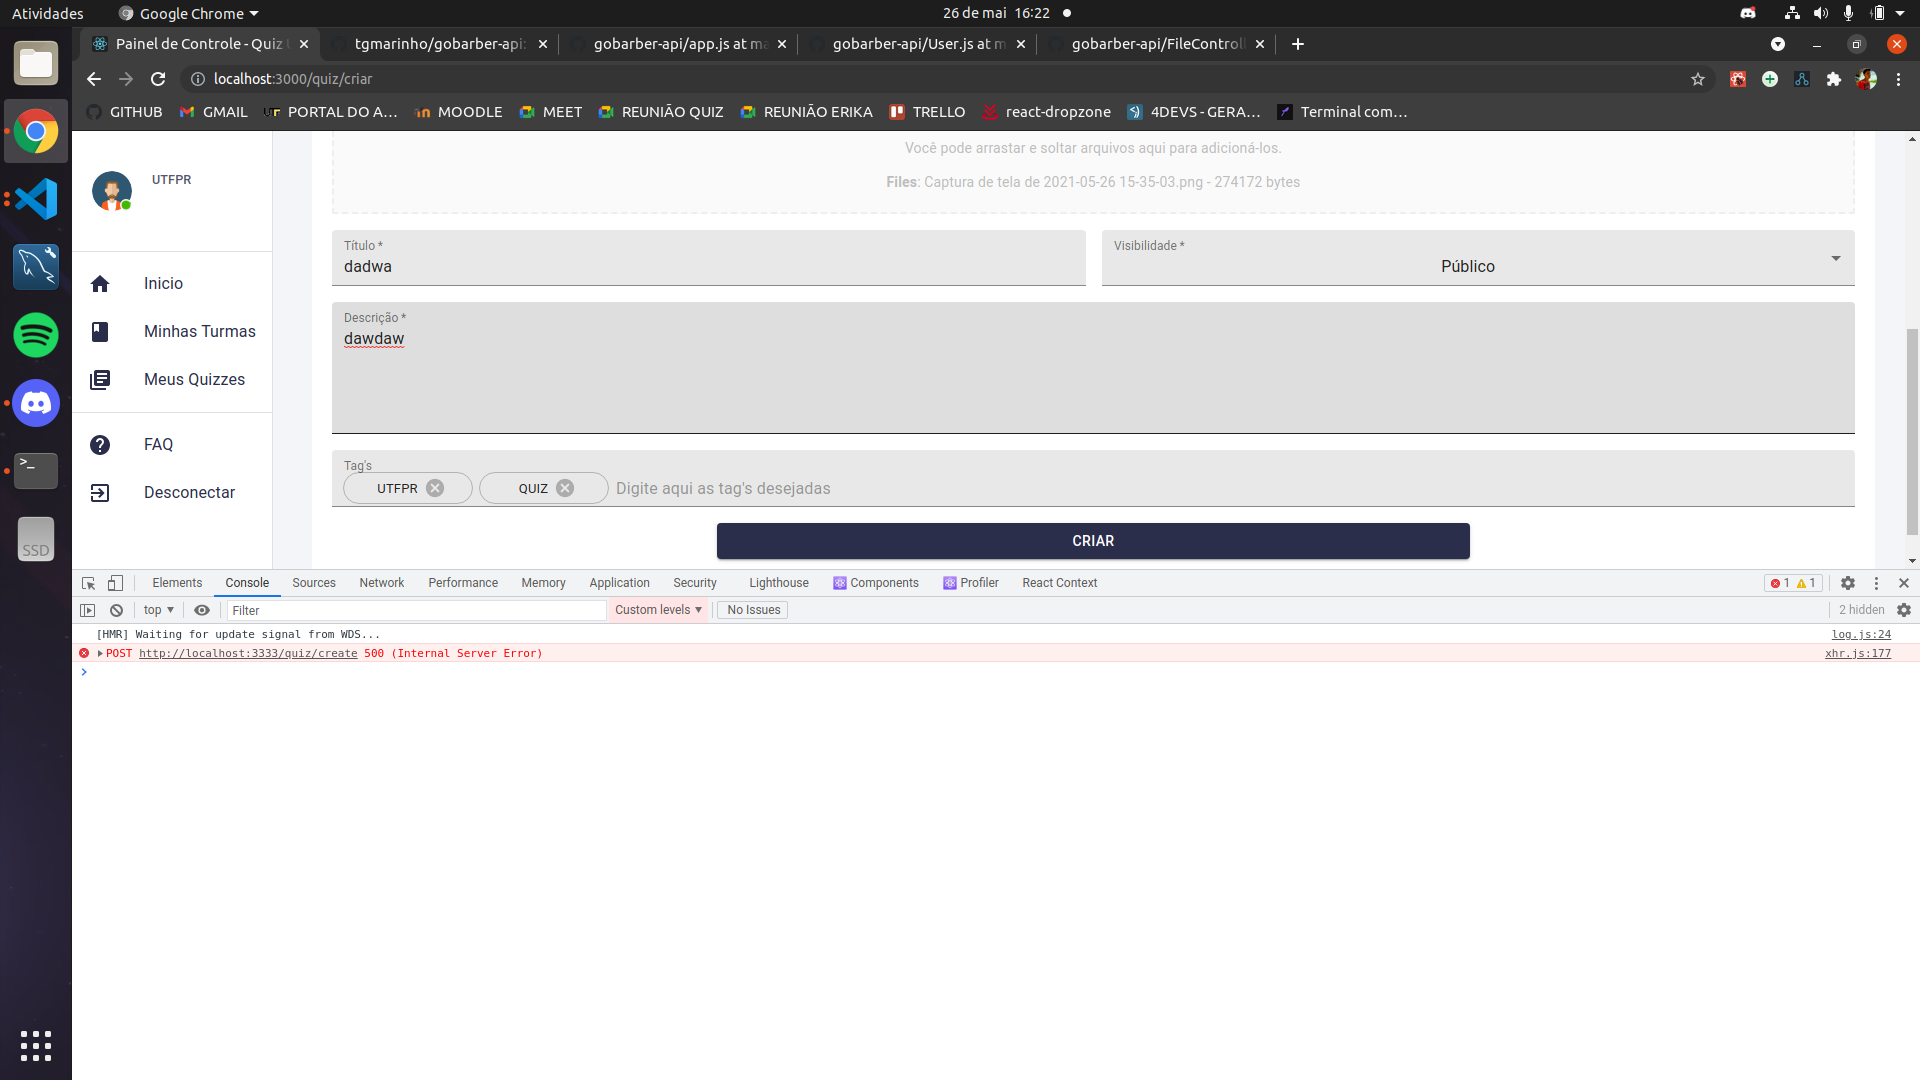 Atividades
Google Chrome
26 de mai 16:22
Painel de Controle - Quiz
tgmarinho/gobarber-api:
gobarber-api/app.js at ma
gobarber-api/User.js at m
gobarber-api/FileControll
localhost:3000/quiz/criar
GITHUB
GMAIL
PORTAL DO A...
MOODLE
MEET
REUNIÃO QUIZ
REUNIÃO ERIKA
TRELLO
react-dropzone
4DEVS - GERA...
Terminal com...
UTFPR
Inicio
Minhas Turmas
Meus Quizzes
FAQ
Desconectar
Você pode arrastar e soltar arquivos aqui para adicioná-los.
Files: Captura de tela de 2021-05-26 15-35-03.png - 274172 bytes
Título *
dadwa
Visibilidade *
Público
Descrição *
dawdaw
Tag's
UTFPR
QUIZ
Digite aqui as tag's desejadas
CRIAR
SSD
Elements
Console
Sources
Network
Performance
Memory
Application
Security
Lighthouse
Components
Profiler
React Context
1
1
top
Filter
Custom levels
No Issues
2 hidden
[HMR] Waiting for update signal from WDS...
log.js:24
POST http://localhost:3333/quiz/create 500 (Internal Server Error)
xhr.js:177